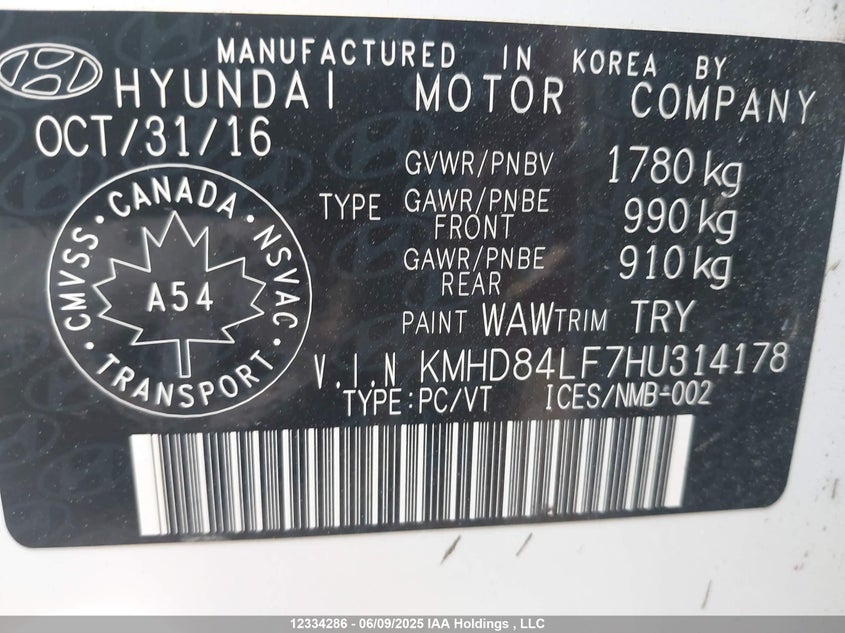 MANUFACTURED IN KOREA BY
HYUNDAI MOTOR COMPANY
OCT/31/16
GVWR/PNBV 1780 kg
TYPE GAWR/PNBE FRONT 990 kg
GAWR/PNBE REAR 910 kg
PAINT WAW TRIM TRY
V.I.N KMHD84LF7HU314178
TYPE:PC/VT ICES/NMB-002
CANADA
CMVSS · NSVAC
A54
TRANSPORT
12334286 - 06/09/2025 IAA Holdings , LLC